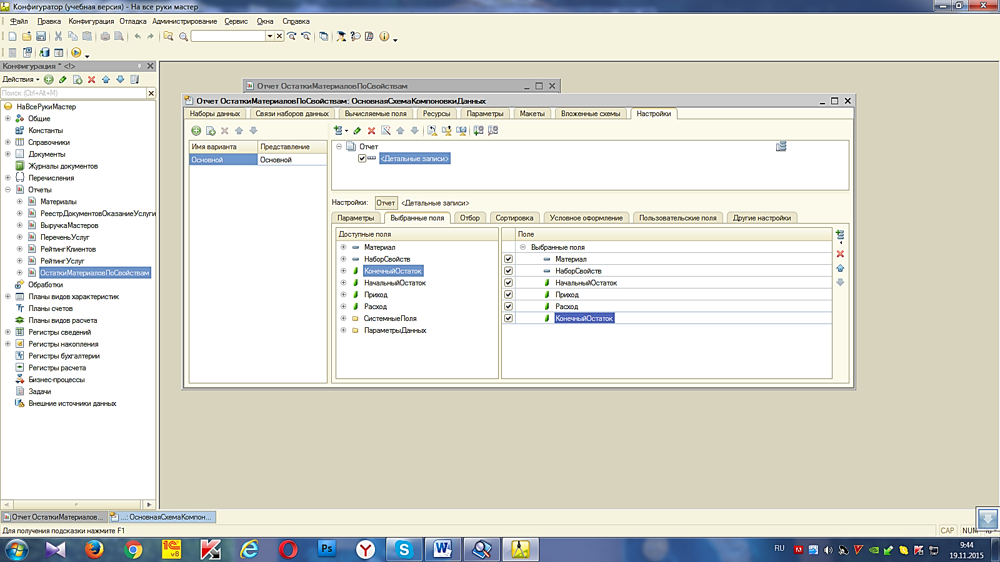 Конфигуратор (учебная версия) - На все руки мастер
Файл Правка Конфигурация Отладка Администрирование Сервис Окна Справка
Конфигурация * <!>
Действия
Поиск (Ctrl+Alt+M)
НаВсеРукиМастер
Общие
Константы
Справочники
Документы
Журналы документов
Перечисления
Отчеты
Материалы
РеестрДокументовОказаниеУслуги
ВыручкаМастеров
ПереченьУслуг
РейтингКлиентов
РейтингУслуг
ОстаткиМатериаловПоСвойствам
Обработки
Планы видов характеристик
Планы счетов
Планы видов расчета
Регистры сведений
Регистры накопления
Регистры бухгалтерии
Регистры расчета
Бизнес-процессы
Задачи
Внешние источники данных
Отчет ОстаткиМатериаловПоСвойствам
Отчет ОстаткиМатериаловПоСвойствам: ОсновнаяСхемаКомпоновкиДанных
Наборы данных Связи наборов данных Вычисляемые поля Ресурсы Параметры Макеты Вложенные схемы Настройки
Имя варианта Представление
Основной Основной
Отчет
<Детальные записи>
Настройки: Отчет <Детальные записи>
Параметры Выбранные поля Отбор Сортировка Условное оформление Пользовательские поля Другие настройки
Доступные поля
Материал
НаборСвойств
КонечныйОстаток
НачальныйОстаток
Приход
Расход
СистемныеПоля
ПараметрыДанных
Поле
Выбранные поля
Материал
НаборСвойств
НачальныйОстаток
Приход
Расход
КонечныйОстаток
Отчет ОстаткиМатериалов... ...: ОсновнаяСхемаКомпон...
Для получения подсказки нажмите F1
CAP NUM
1С v8
Ps
RU
9:44
19.11.2015